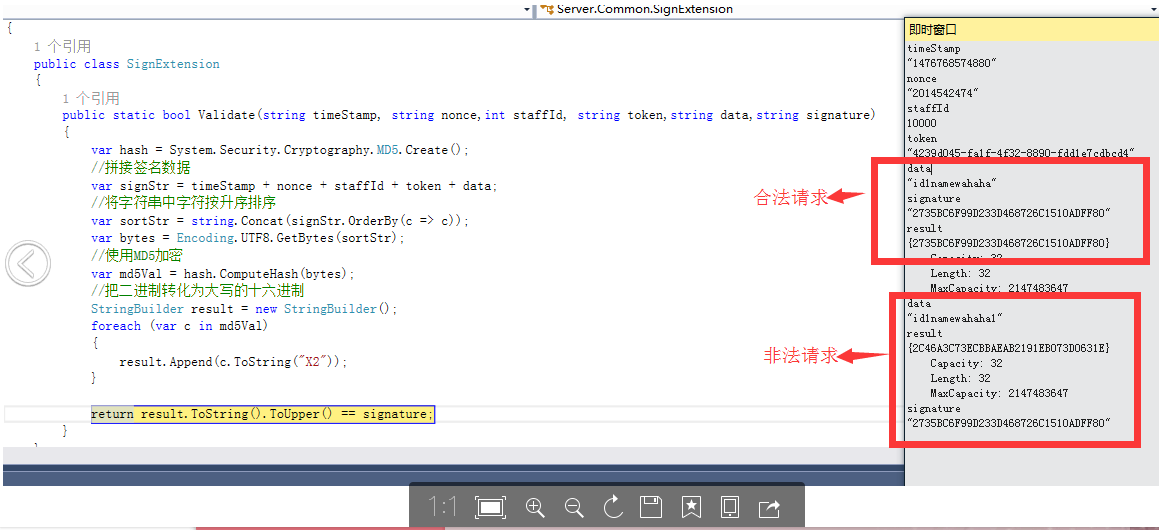 Server.Common.SignExtension
{
1 个引用
public class SignExtension
{
1 个引用
public static bool Validate(string timeStamp, string nonce,int staffId, string token,string data,string signature)
{
var hash = System.Security.Cryptography.MD5.Create();
//拼接签名数据
var signStr = timeStamp + nonce + staffId + token + data;
//将字符串中字符按升序排序
var sortStr = string.Concat(signStr.OrderBy(c => c));
var bytes = Encoding.UTF8.GetBytes(sortStr);
//使用MD5加密
var md5Val = hash.ComputeHash(bytes);
//把二进制转化为大写的十六进制
StringBuilder result = new StringBuilder();
foreach (var c in md5Val)
{
result.Append(c.ToString("X2"));
}
return result.ToString().ToUpper() == signature;
}
即时窗口
timeStamp
"1476768574880"
nonce
"2014542474"
staffId
10000
token
"4239d045-fa1f-4f32-8890-fdd1e7cdbcd4"
data
"id1namewahaha"
signature
"2735BC6F99D233D468726C1510ADFF80"
result
{2735BC6F99D233D468726C1510ADFF80}
Capacity: 32
Length: 32
MaxCapacity: 2147483647
data
"id1namewahaha1"
result
{2C46A3C73ECBBAEAB2191EB073D0631E}
Capacity: 32
Length: 32
MaxCapacity: 2147483647
signature
"2735BC6F99D233D468726C1510ADFF80"
合法请求
非法请求
1:1